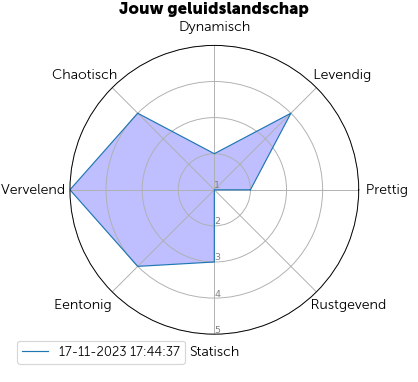 Jouw geluidslandschap
Dynamisch
Chaotisch
Levendig
Vervelend
1
Prettig
2
3
Eentonig
4
Rustgevend
5
17-11-2023 17:44:37
Statisch